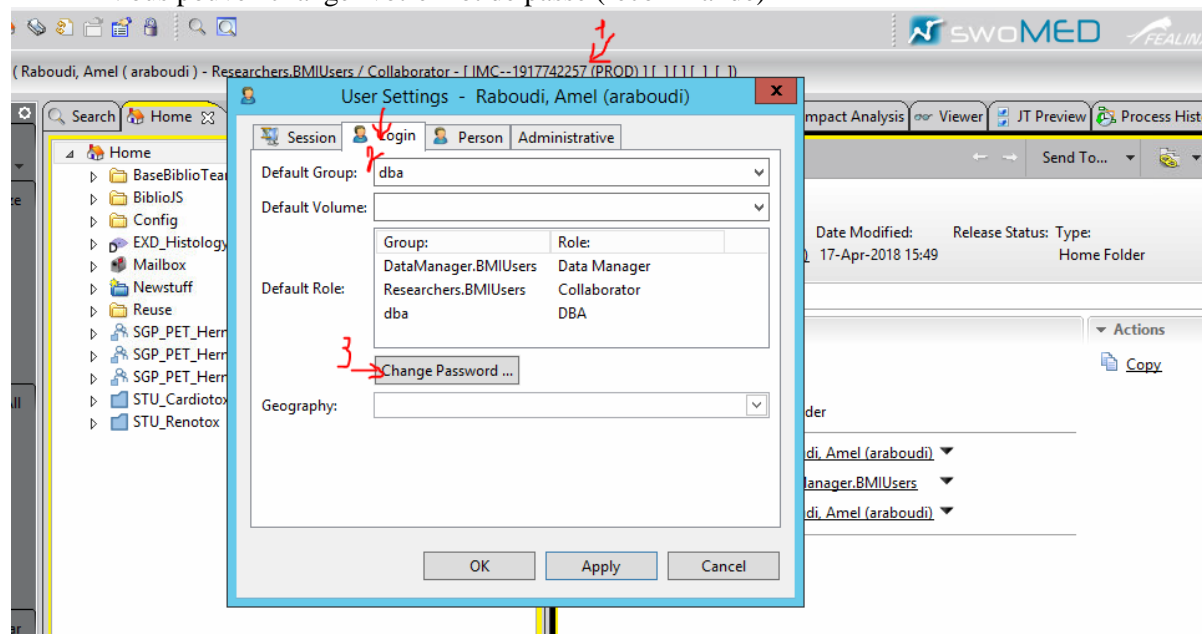 1
swoMED FEALIN
( Raboudi, Amel ( araboudi ) - Researchers.BMIUsers / Collaborator - [ IMC--1917742257 (PROD) ] [ ] [ ] [ ] [ ])
User Settings - Raboudi, Amel (araboudi) x
Search Home
mpact Analysis Viewer JT Preview Process Hist
2
Session Login Person Administrative
Home
Send To...
BaseBiblioTea
Default Group: dba
BiblioJS
Default Volume:
Config
EXD_Histology
Group: Role:
Date Modified: Release Status: Type:
17-Apr-2018 15:49 Home Folder
Mailbox
DataManager.BMIUsers Data Manager
Newstuff
Default Role: Researchers.BMIUsers Collaborator
Reuse
dba DBA
SGP_PET_Herr
SGP_PET_Herr
SGP_PET_Herr
Actions
3
Change Password ...
Copy
STU_Cardiotox
Geography:
STU_Renotox
der
di, Amel (araboudi)
lanager.BMIUsers
di, Amel (araboudi)
OK Apply Cancel